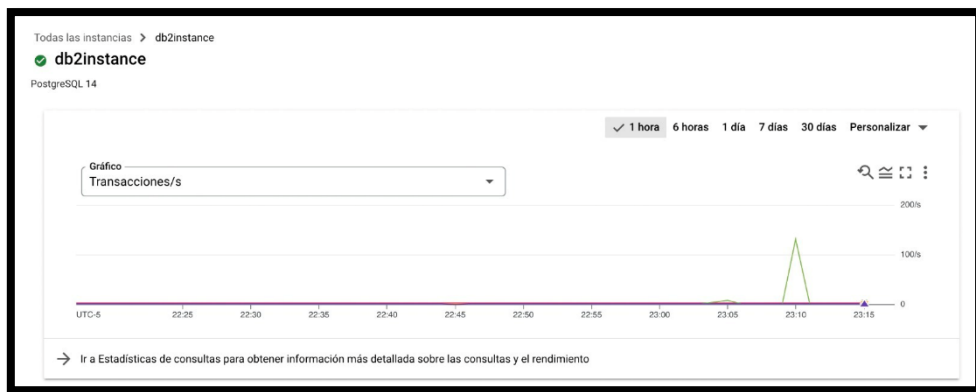 Todas las instancias > db2instance
db2instance
PostgreSQL 14
1 hora 6 horas 1 día 7 días 30 días Personalizar
Gráfico
Transacciones/s
200/s
100/s
0
UTC-5 22:25 22:30 22:35 22:40 22:45 22:50 22:55 23:00 23:05 23:10 23:15
Ir a Estadísticas de consultas para obtener información más detallada sobre las consultas y el rendimiento